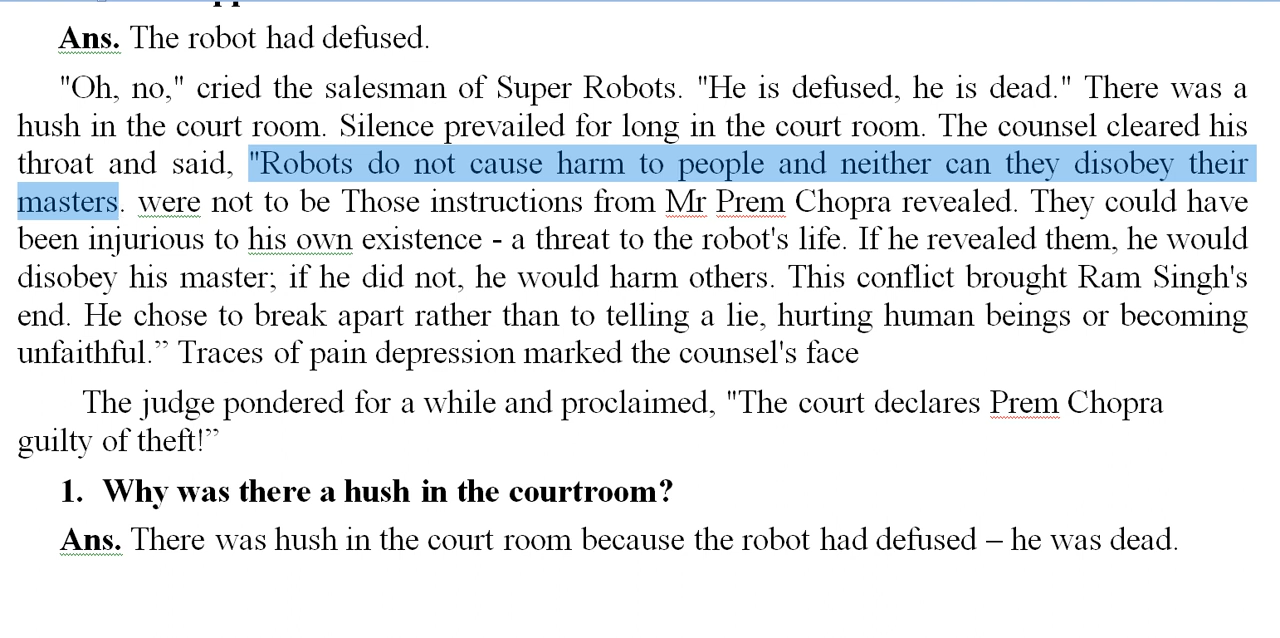 Ans. The robot had defused.
"Oh, no," cried the salesman of Super Robots. "He is defused, he is dead." There was a
hush in the court room. Silence prevailed for long in the court room. The counsel cleared his
throat and said, "Robots do not cause harm to people and neither can they disobey their
masters. were not to be Those instructions from Mr Prem Chopra revealed. They could have
been injurious to his own existence - a threat to the robot's life. If he revealed them, he would
disobey his master; if he did not, he would harm others. This conflict brought Ram Singh's
end. He chose to break apart rather than to telling a lie, hurting human beings or becoming
unfaithful.” Traces of pain depression marked the counsel's face
The judge pondered for a while and proclaimed, "The court declares Prem Chopra
guilty of theft!”
1. Why was there a hush in the courtroom?
Ans. There was hush in the court room because the robot had defused – he was dead.